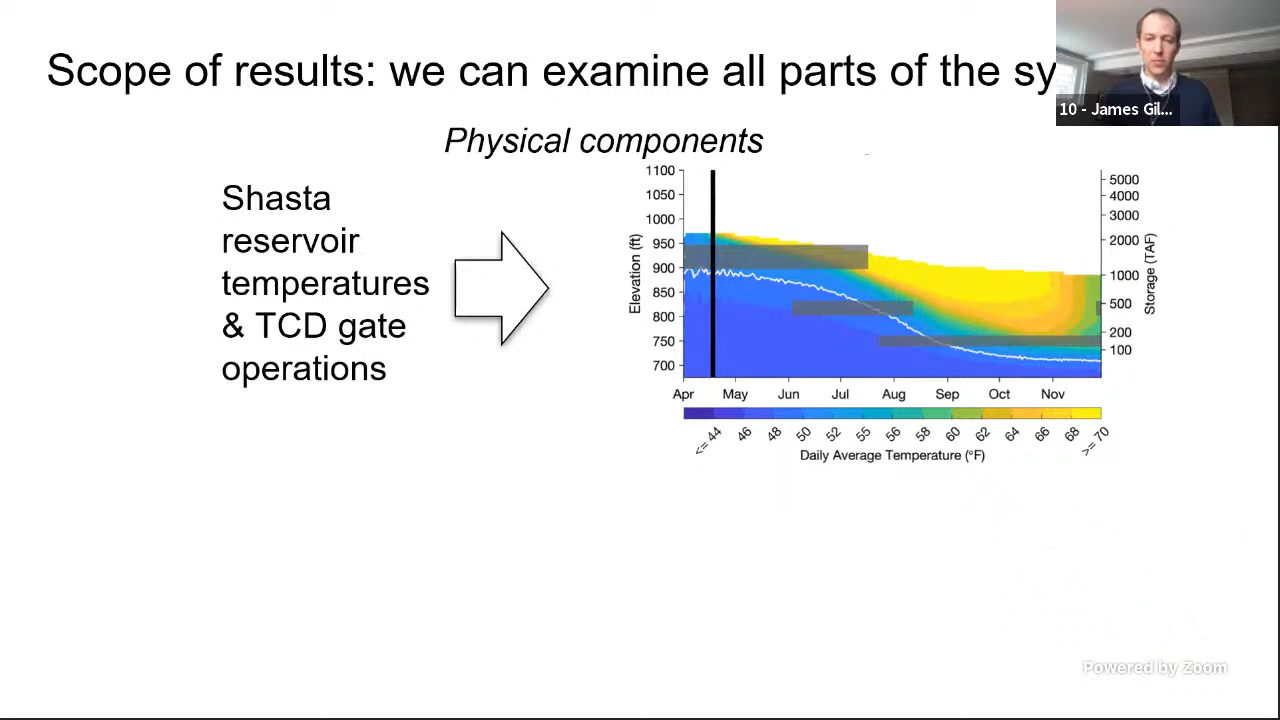 Scope of results: we can examine all parts of the sy
10 - James Gil...
Physical components
Shasta
reservoir
temperatures
& TCD gate
operations
Elevation (ft)
1100
1050
1000
950
900
850
800
750
700
5000
4000
3000
2000
1000
500
200
100
Storage (TAF)
Apr May Jun Jul Aug Sep Oct Nov
<= 44 46 48 50 52 55 56 58 60 62 64 66 68 >= 70
Daily Average Temperature (°F)
Powered by Zoom